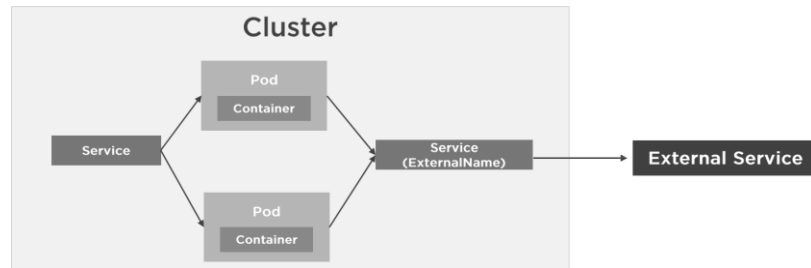 Cluster
Pod
Container
Service
Service
(ExternalName)
External Service
Pod
Container